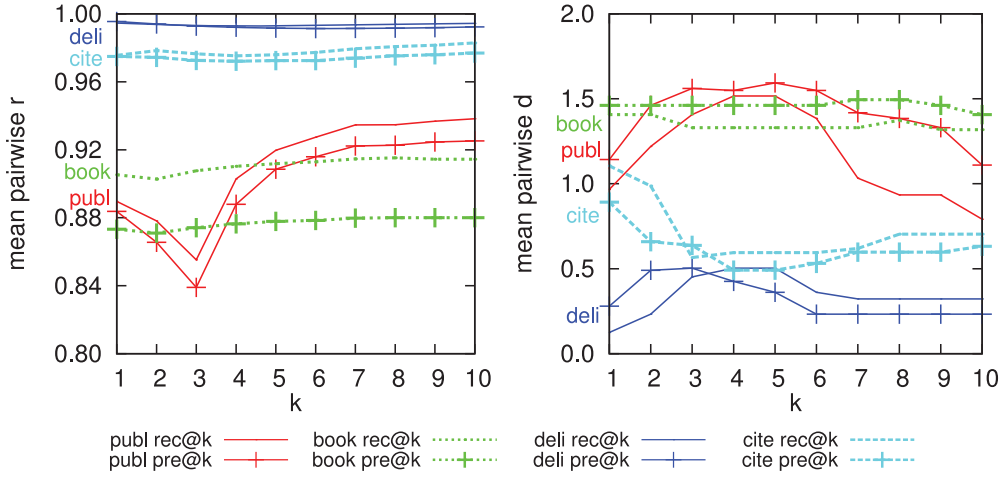 mean pairwise r
1.00
0.96
0.92
0.88
0.84
0.80
deli
cite
book
publ
1 2 3 4 5 6 7 8 9 10
k
mean pairwise d
2.0
1.5
1.0
0.5
0.0
book
publ
cite
deli
1 2 3 4 5 6 7 8 9 10
k
publ rec@k book rec@k deli rec@k cite rec@k
publ pre@k book pre@k deli pre@k cite pre@k